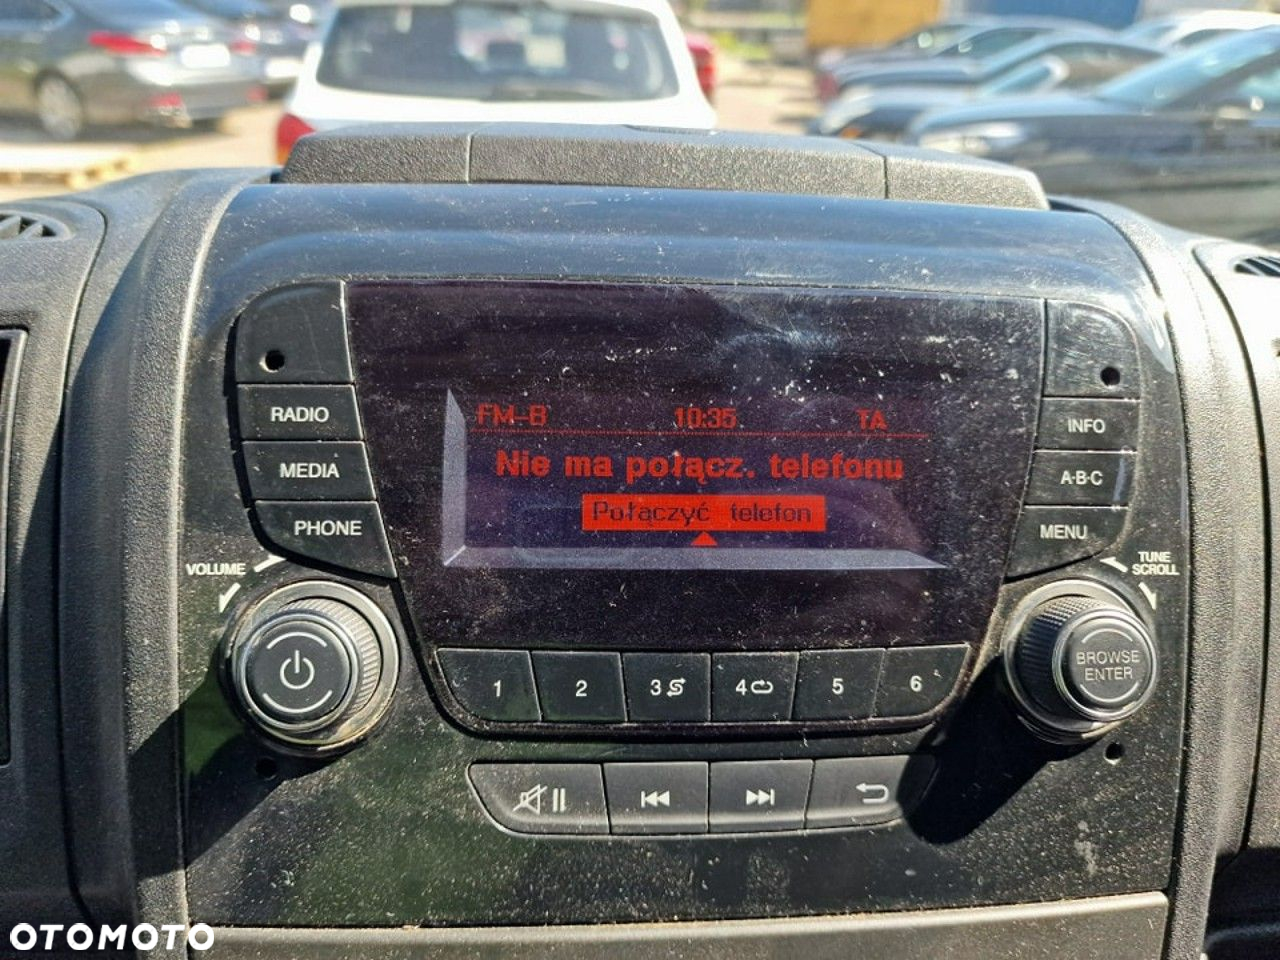 RADIO
MEDIA
PHONE
VOLUME
FM-B 10:35 TA
Nie ma połącz. telefonu
Połączyć telefon
INFO
A-B-C
MENU
TUNE
SCROLL
BROWSE
ENTER
1 2 3 4 5 6
OTOMOTO